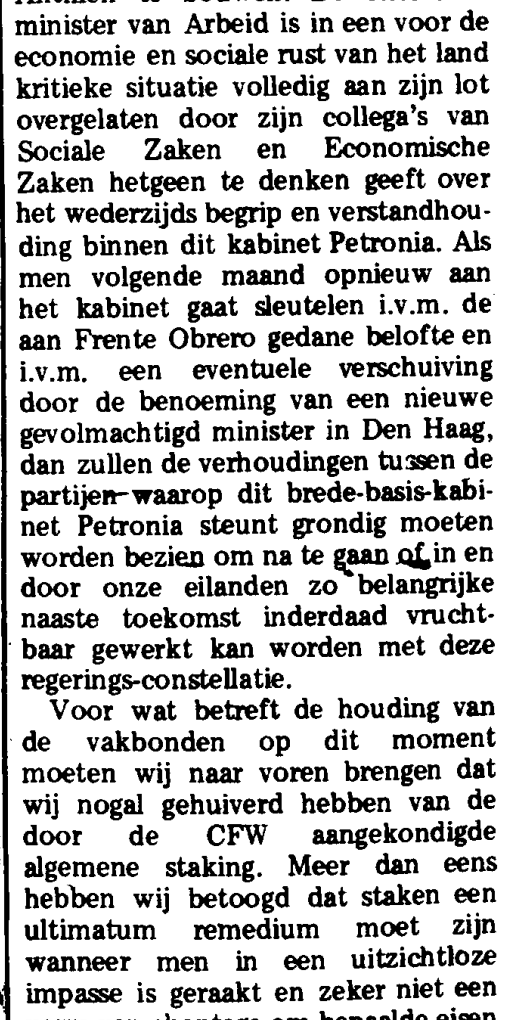 minister van Arbeid is in een voor de
economie en sociale rust van het land
kritieke situatie volledig aan zijn lot
overgelaten door zijn collega's van
Sociale Zaken en Economische
Zaken hetgeen te denken geeft over
het wederzijds begrip en verstandhou-
ding binnen dit kabinet Petronia. Als
men volgende maand opnieuw aan
het kabinet gaat sleutelen i.v.m. de
aan Frente Obrero gedane belofte en
i.v.m. een eventuele verschuiving
door de benoeming van een nieuwe
gevolmachtigd minister in Den Haag,
dan zullen de verhoudingen tussen de
partijen waarop dit brede-basis-kabi-
net Petronia steunt grondig moeten
worden bezien om na te gaan of in en
door onze eilanden zo belangrijke
naaste toekomst inderdaad vrucht-
baar gewerkt kan worden met deze
regerings-constellatie.
Voor wat betreft de houding van
de vakbonden op dit moment
moeten wij naar voren brengen dat
wij nogal gehuiverd hebben van de
door de CFW aangekondigde
algemene staking. Meer dan eens
hebben wij betoogd dat staken een
ultimatum remedium moet zijn
wanneer men in een uitzichtloze
impasse is geraakt en zeker niet een